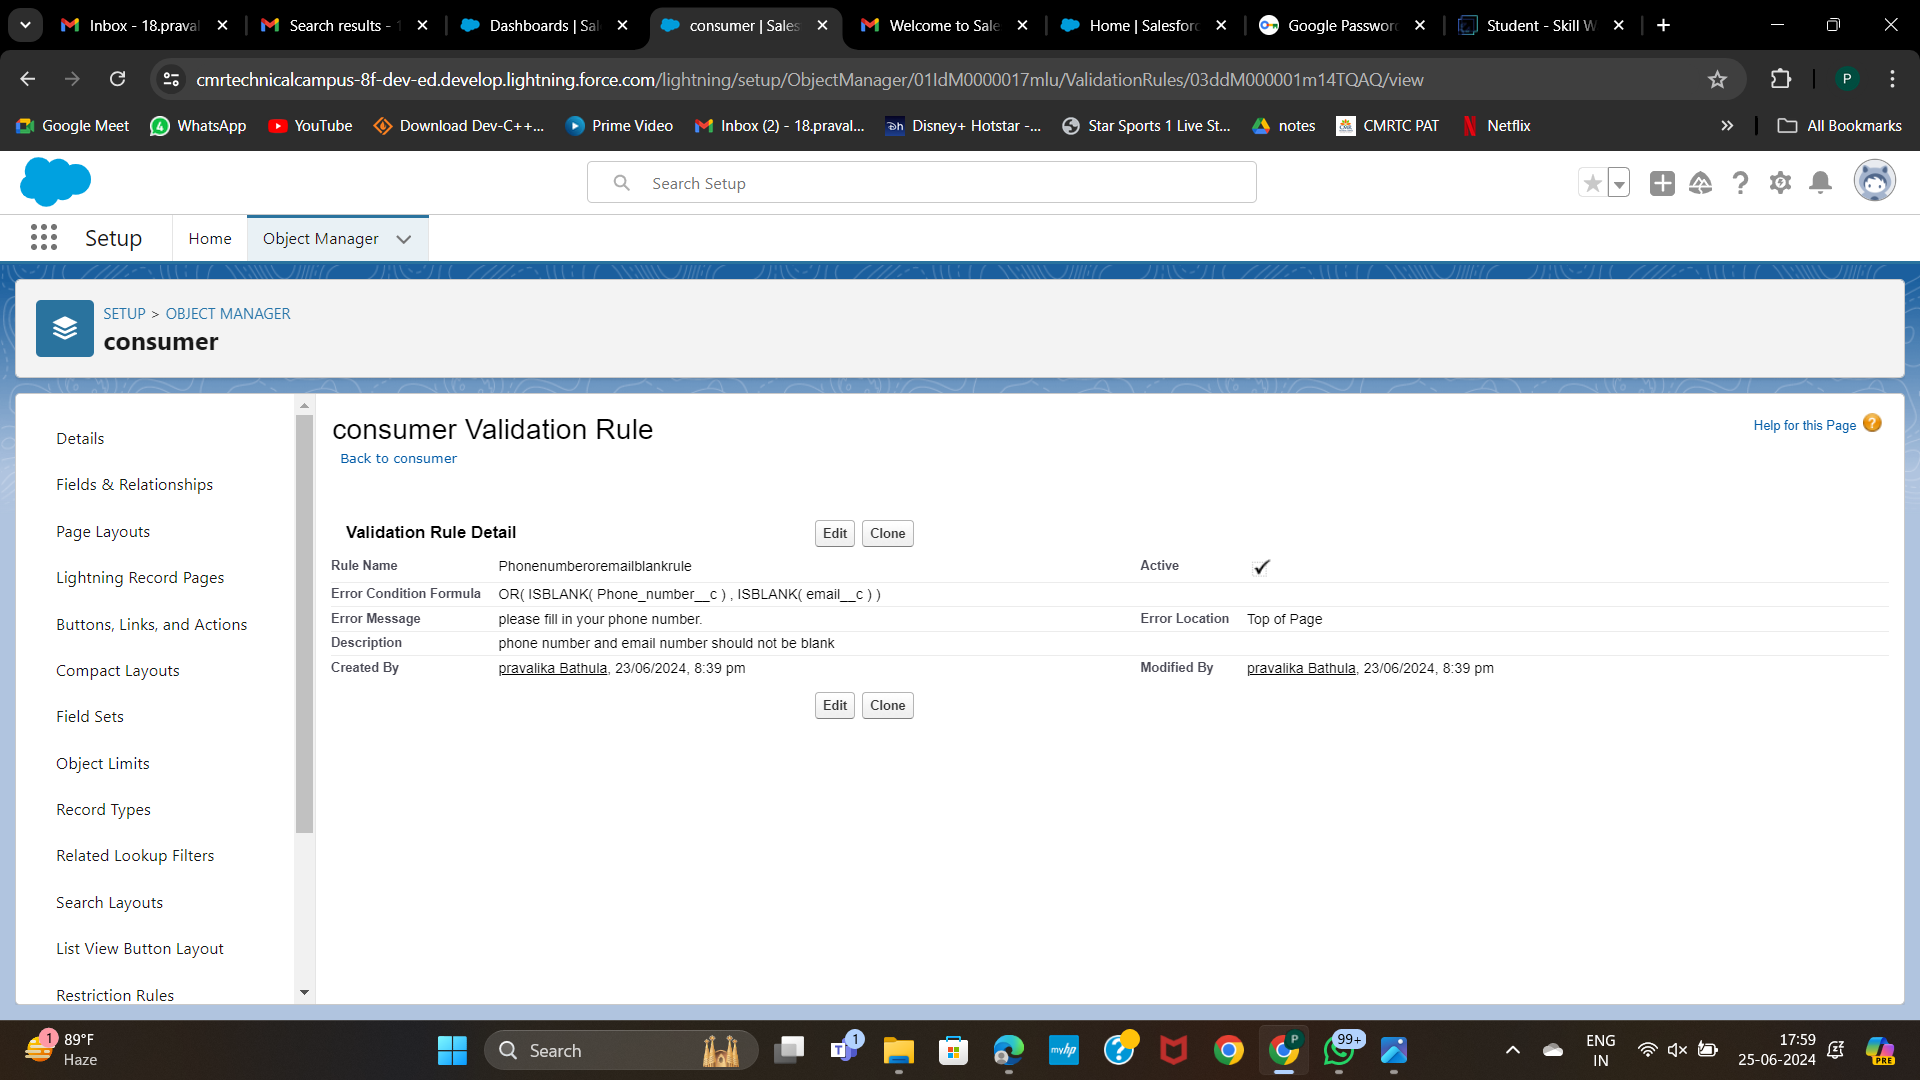 Inbox - 18.praval
Search results - 1
Dashboards | Sal
consumer | Sales
Welcome to Sale
Home | Salesforc
Google Password
Student - Skill W
cmrtechnicalcampus-8f-dev-ed.develop.lightning.force.com/lightning/setup/ObjectManager/01IdM0000017mlu/ValidationRules/03ddM000001m14TQAQ/view
P
Google Meet
WhatsApp
YouTube
Download Dev-C++...
Prime Video
Inbox (2) - 18.praval...
Disney+ Hotstar -...
Star Sports 1 Live St...
notes
CMRTC PAT
Netflix
All Bookmarks
Search Setup
Setup
Home
Object Manager
SETUP > OBJECT MANAGER
consumer
Details
Fields & Relationships
Page Layouts
Lightning Record Pages
Buttons, Links, and Actions
Compact Layouts
Field Sets
Object Limits
Record Types
Related Lookup Filters
Search Layouts
List View Button Layout
Restriction Rules
consumer Validation Rule
Help for this Page
Back to consumer
Validation Rule Detail
Edit
Clone
Rule Name Phonenumberoremailblankrule Active
Error Condition Formula OR( ISBLANK( Phone_number__c ) , ISBLANK( email__c ) )
Error Message please fill in your phone number. Error Location Top of Page
Description phone number and email number should not be blank
Created By pravalika Bathula, 23/06/2024, 8:39 pm Modified By pravalika Bathula, 23/06/2024, 8:39 pm
Edit
Clone
1
89°F
Haze
Search
1
myhp
P
99+
ENG
IN
17:59
25-06-2024
PRE